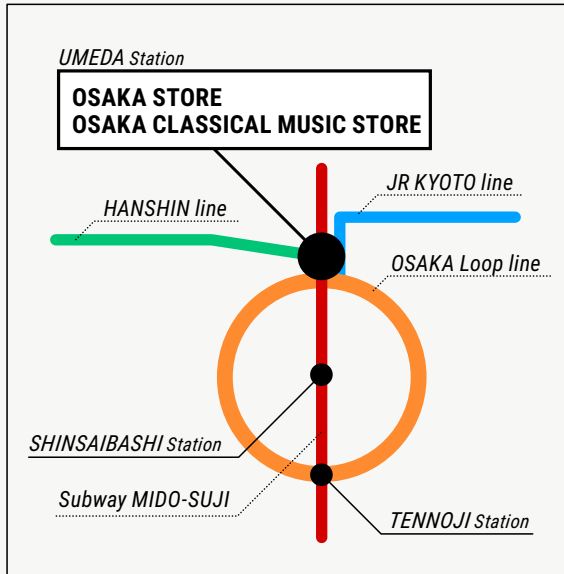 UMEDA Station
OSAKA STORE
OSAKA CLASSICAL MUSIC STORE
JR KYOTO line
HANSHIN line
OSAKA Loop line
SHINSAIBASHI Station
Subway MIDO-SUJI
TENNOJI Station